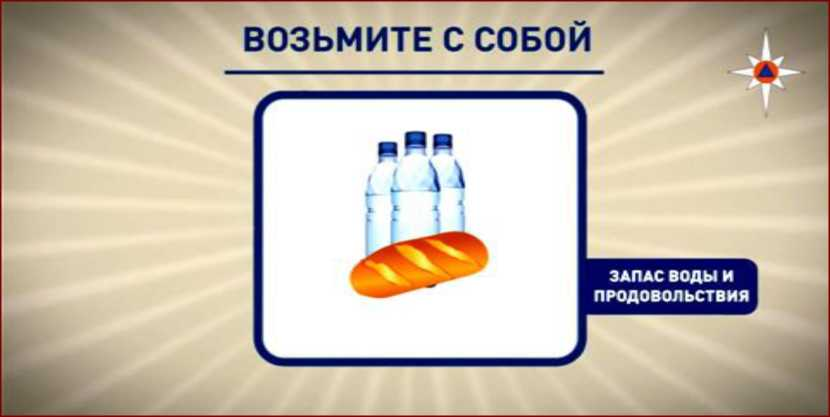 ВОЗЬМИТЕ С СОБОЙ
ЗАПАС ВОДЫ И
ПРОДОВОЛЬСТВИЯ